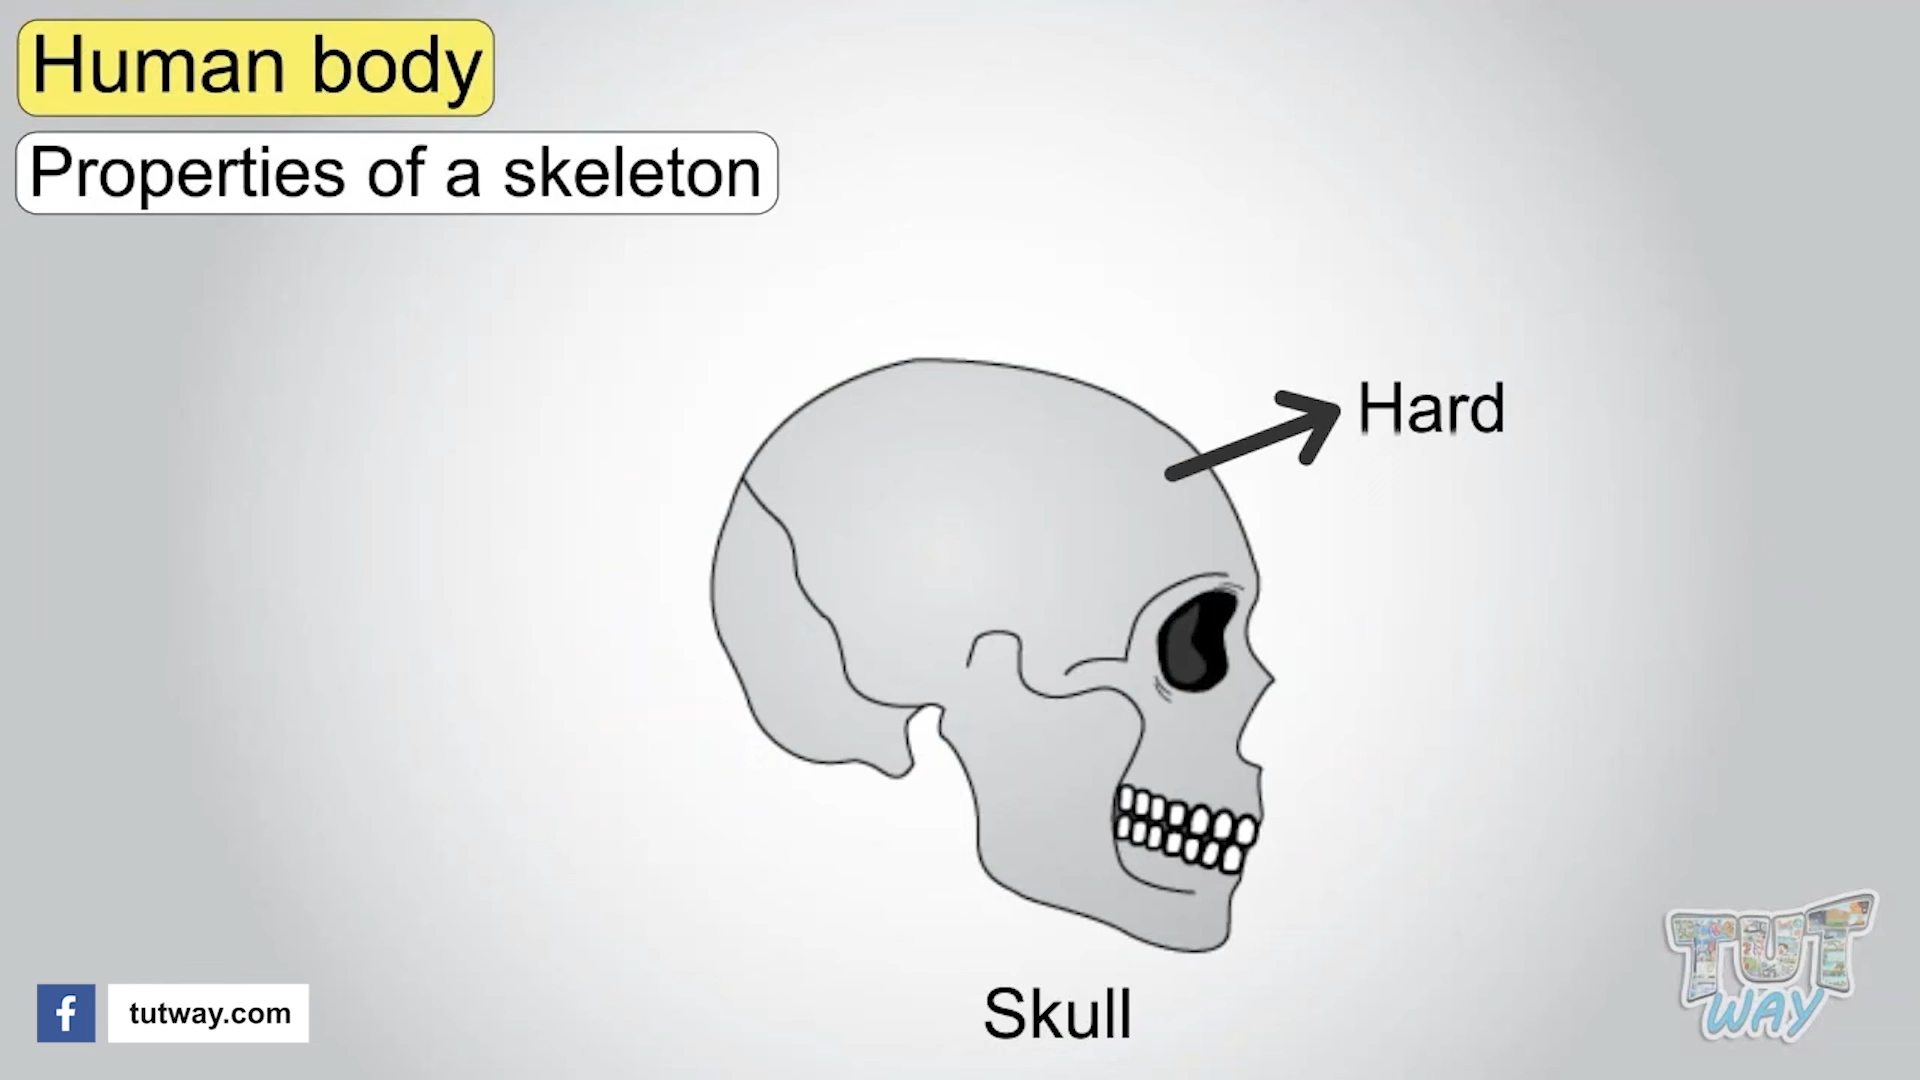 Human body
Properties of a skeleton
Hard
Skull
f tutway.com
TUT
WAY